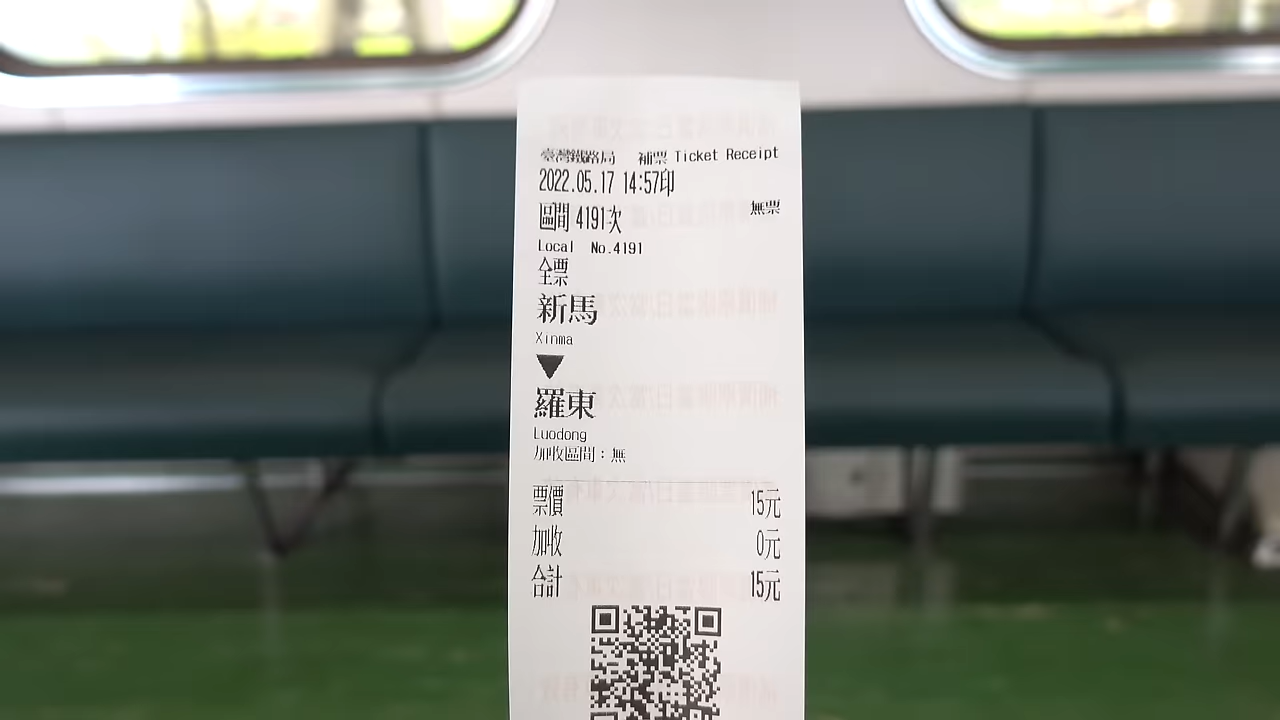 臺灣鐵路局 補票 Ticket Receipt
2022.05.17 14:57印
區間 4191次 無票
Local No.4191
全票
新馬
Xinma
▼
羅東
Luodong
加收區間：無
票價 15元
加收 0元
合計 15元